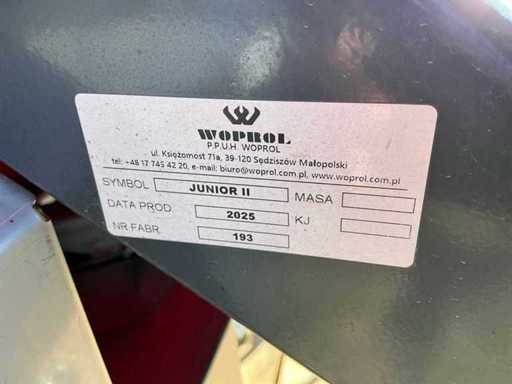 WOPROL
P.P.U.H. WOPROL
ul. Księżomost 71a, 39-120 Sędziszów Małopolski
tel: +48 17 745 42 20, e-mail: biuro@woprol.com.pl, www.woprol.com.pl
SYMBOL JUNIOR II MASA
DATA PROD. 2025 KJ
NR FABR. 193